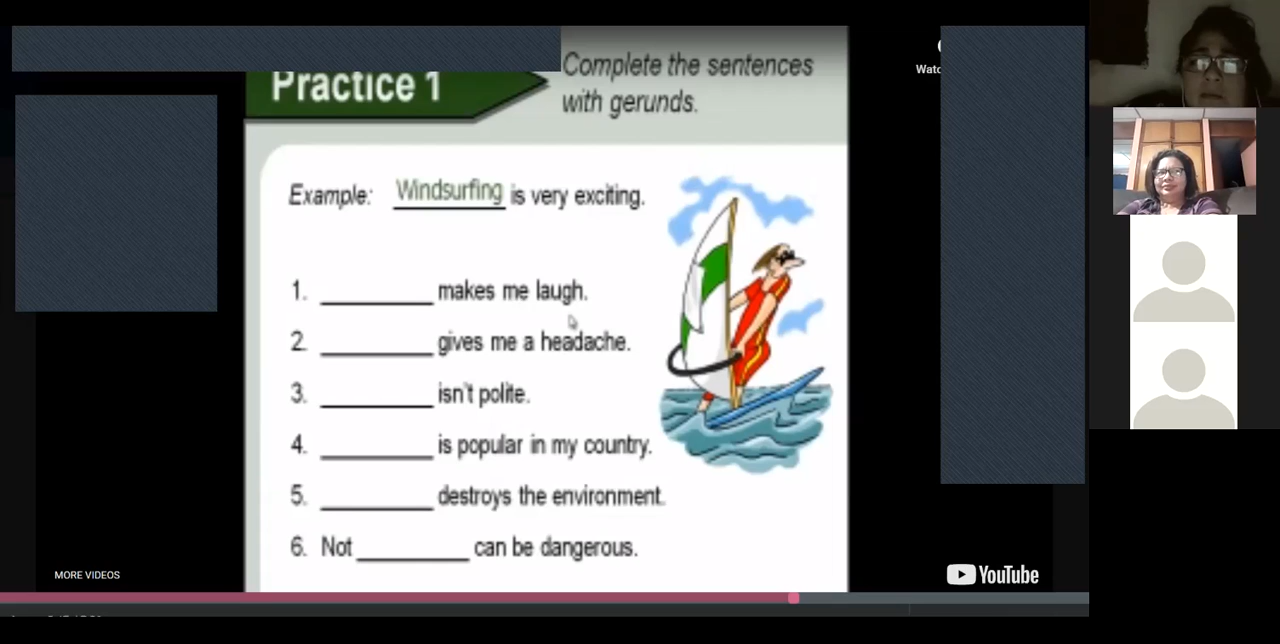 Complete the sentences
Practice 1
with gerunds.
Example: Windsurfing is very exciting.
1. __________ makes me laugh.
2. __________ gives me a headache.
3. __________ isn't polite.
4. __________ is popular in my country.
5. __________ destroys the environment.
6. Not __________ can be dangerous.
MORE VIDEOS
YouTube